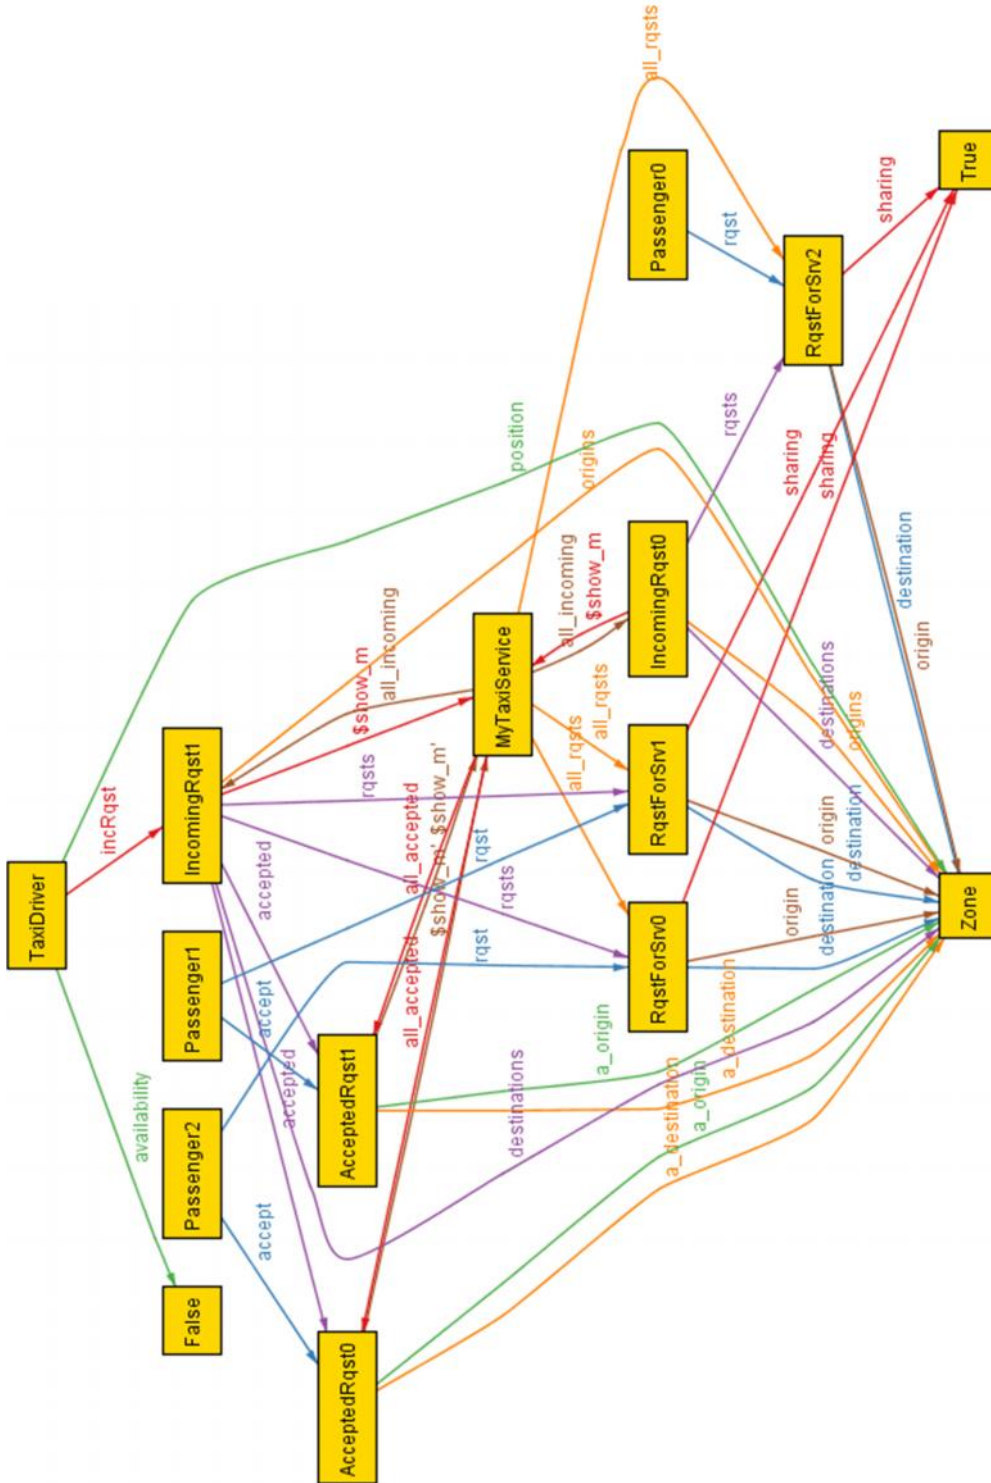 TaxiDriver
incRqst
availability
False Passenger2 Passenger1 IncomingRqst1
accept accept accepted
accepted
$show_m
rqsts
all_incoming
AcceptedRqst0 AcceptedRqst1
all_accepted all_accepted
$show_m' $show_m'
rqst rqst
rqsts
MyTaxiService
destinations
position
all_incoming
$show_m
all_rqsts
all_rqsts
origins
a_origin
RqstForSrv0 RqstForSrv1 IncomingRqst0 Passenger0
all_rqsts
a_destination
a_origin
a_destination
rqsts
rqst
origin
sharing
RqstForSrv2
destination
origin
destinations
sharing
destination
origins
sharing
destination
origin
Zone True